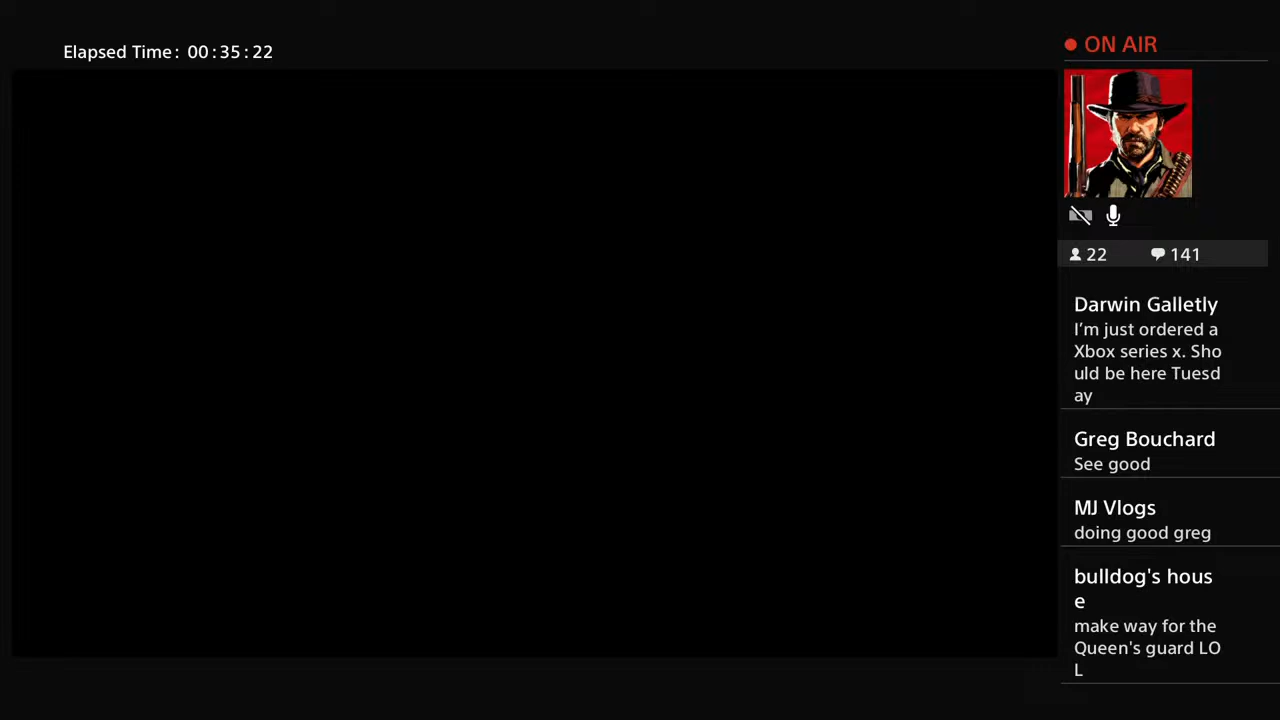 Elapsed Time: 00:35:22
ON AIR
22 141
Darwin Galletly
I’m just ordered a
Xbox series x. Sho
uld be here Tuesd
ay
Greg Bouchard
See good
MJ Vlogs
doing good greg
bulldog's hous
e
make way for the
Queen's guard LO
L